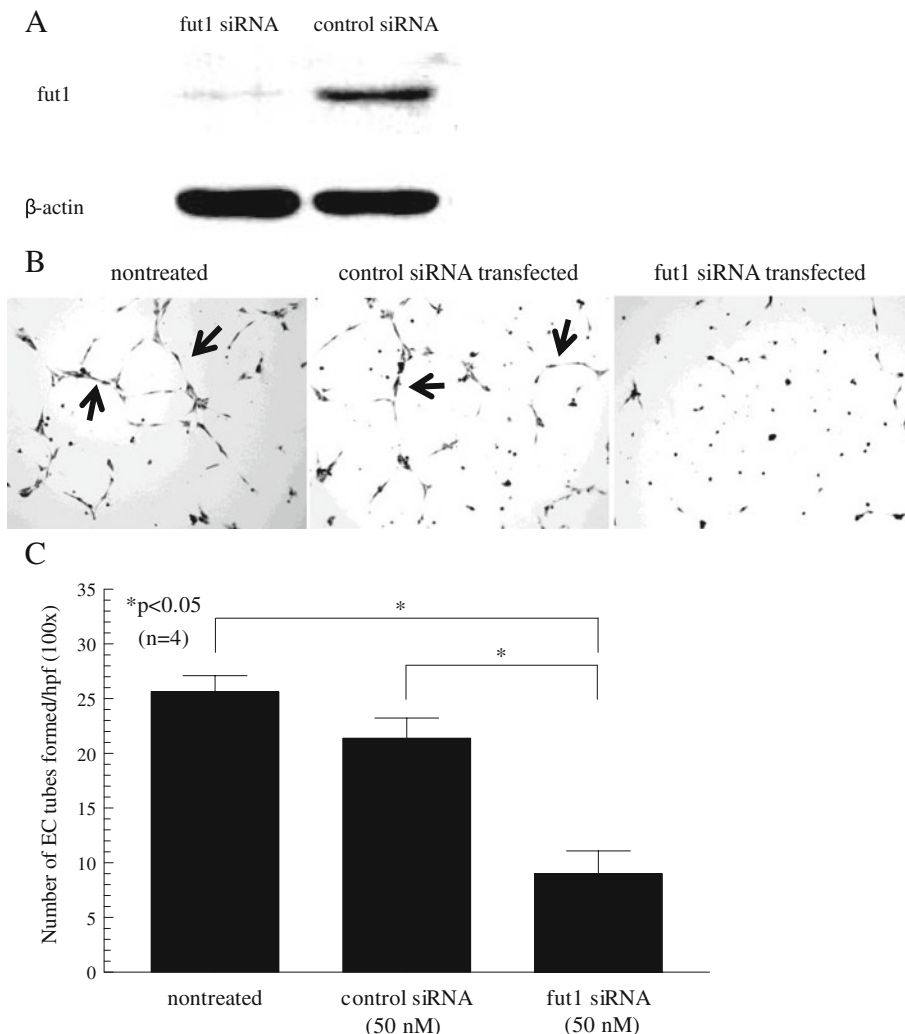 A
fut1 siRNA control siRNA
fut1
β-actin
B
nontreated control siRNA transfected fut1 siRNA transfected
C
Number of EC tubes formed/hpf (100x)
35
30
25
20
15
10
5
0
*p<0.05
(n=4)
*
*
nontreated
control siRNA
(50 nM)
fut1 siRNA
(50 nM)